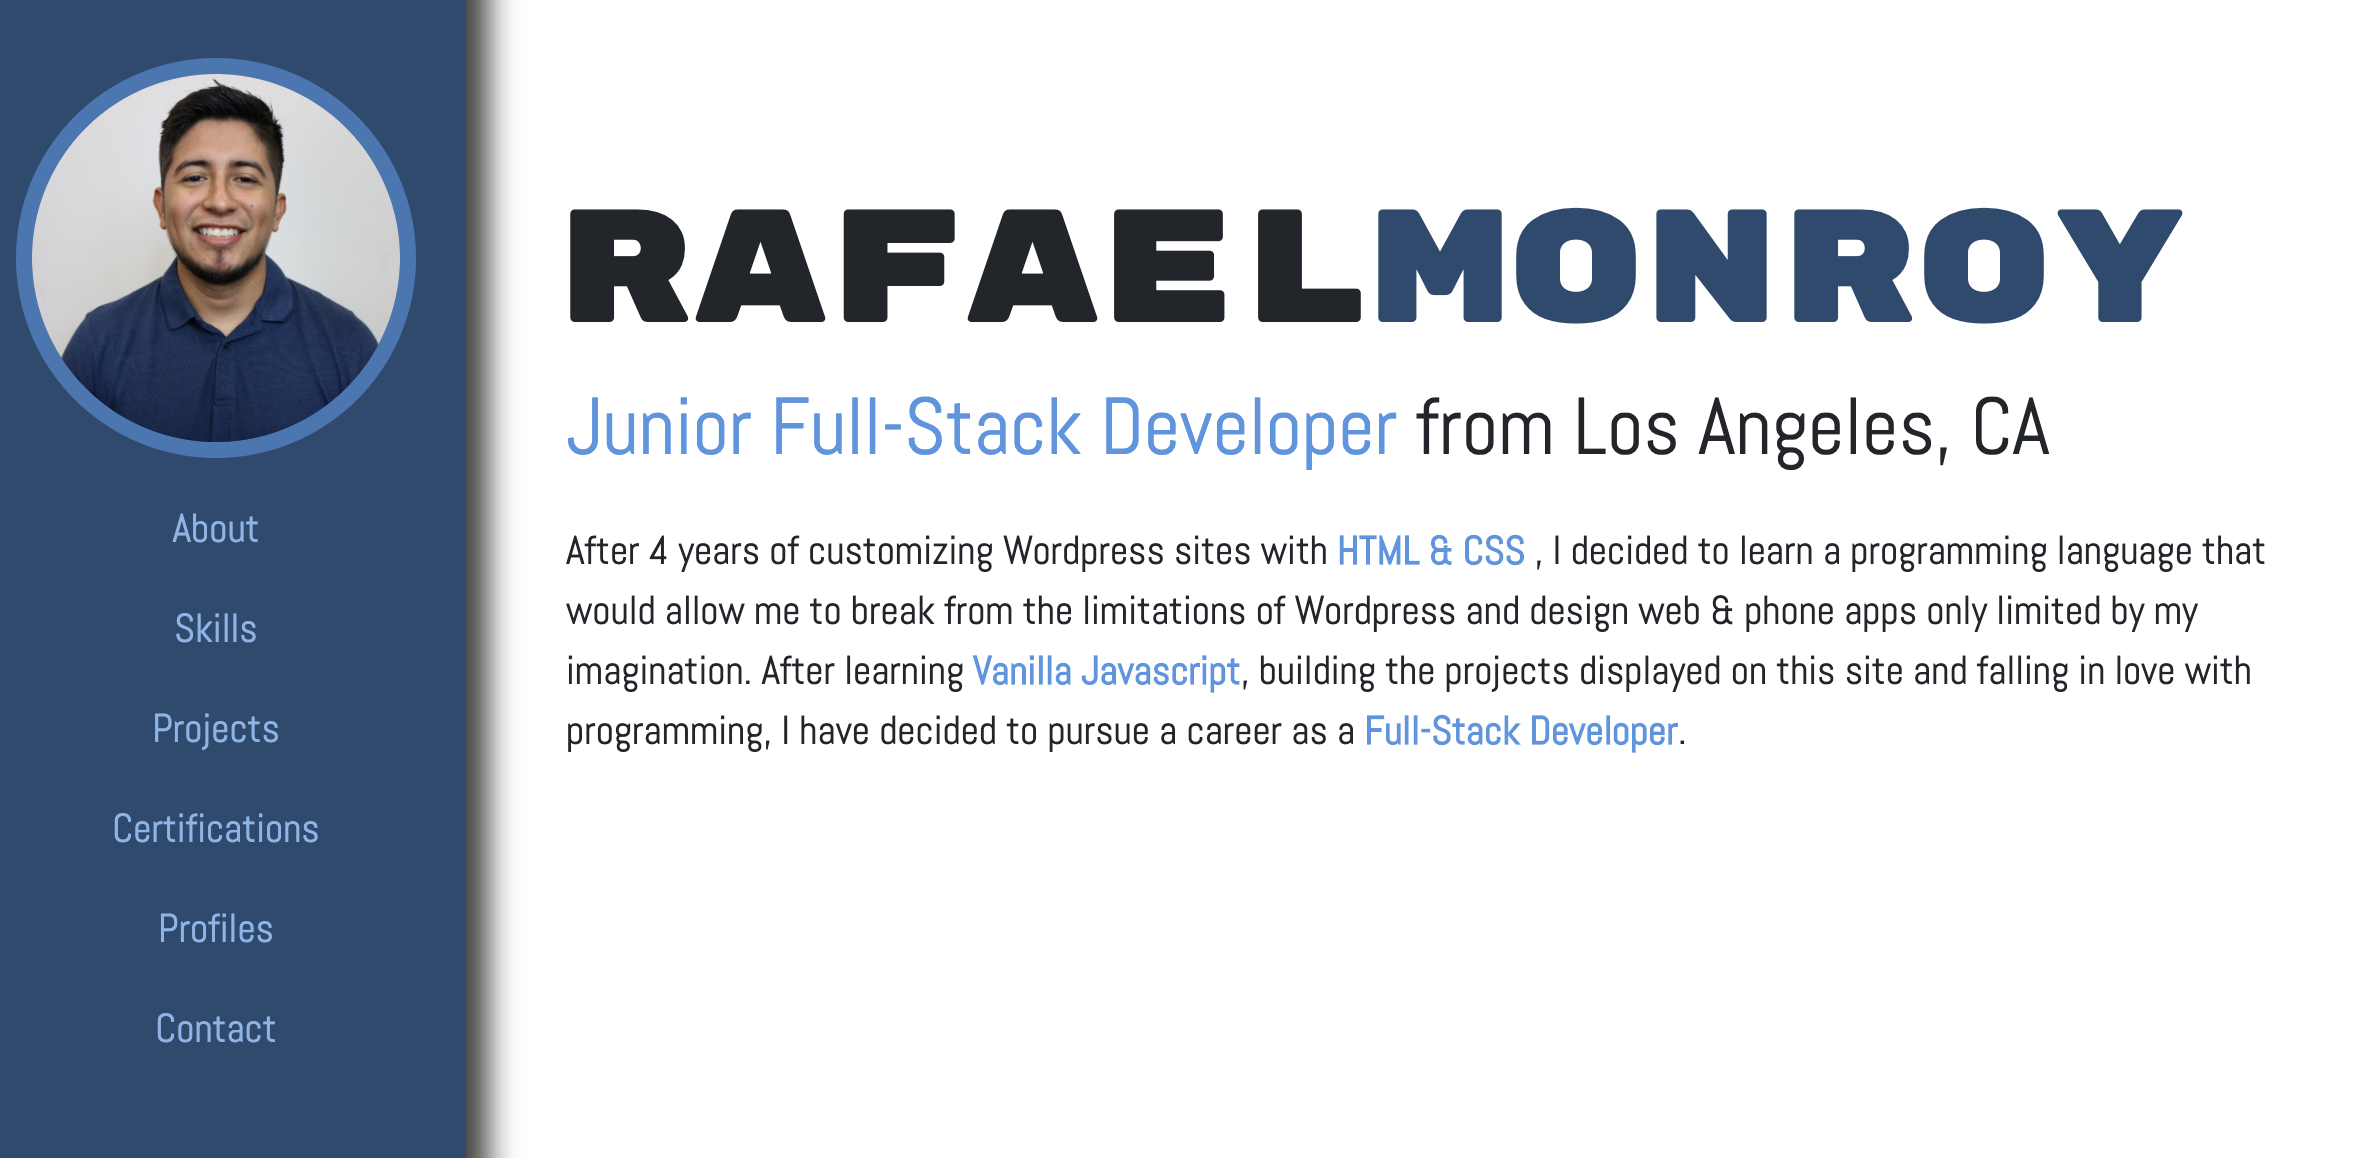 About
Skills
Projects
Certifications
Profiles
Contact
RAFAELMONROY
Junior Full-Stack Developer from Los Angeles, CA
After 4 years of customizing Wordpress sites with HTML & CSS , I decided to learn a programming language that
would allow me to break from the limitations of Wordpress and design web & phone apps only limited by my
imagination. After learning Vanilla Javascript, building the projects displayed on this site and falling in love with
programming, I have decided to pursue a career as a Full-Stack Developer.